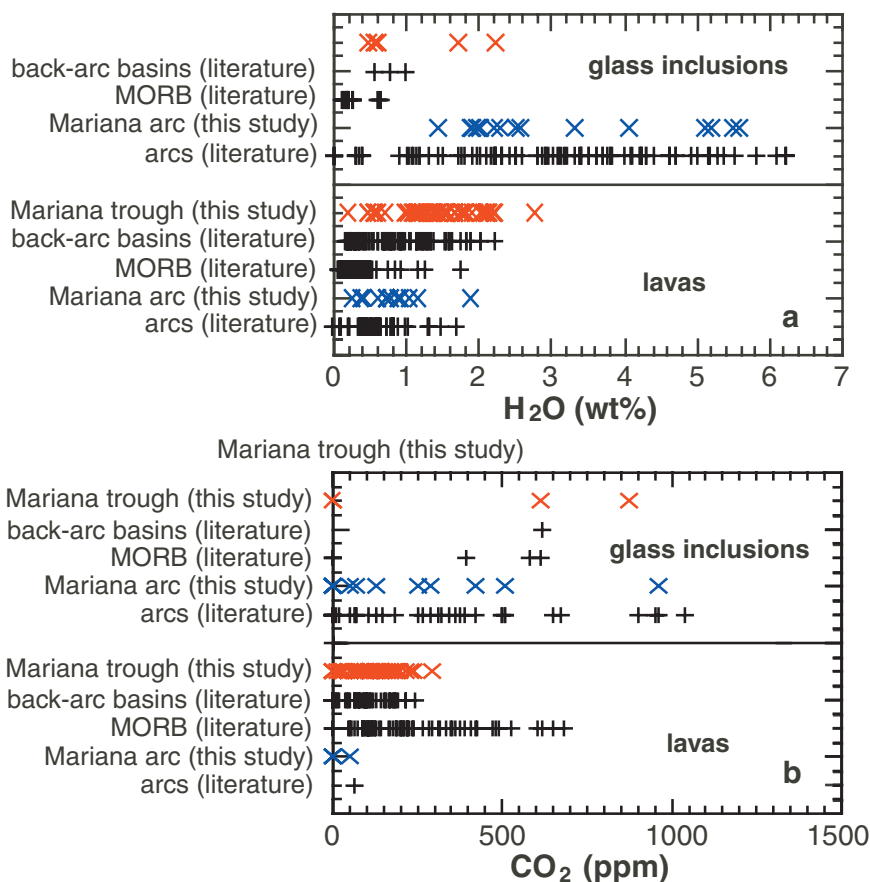 back-arc basins (literature)
MORB (literature)
Mariana arc (this study)
arcs (literature)
glass inclusions
Mariana trough (this study)
back-arc basins (literature)
MORB (literature)
Mariana arc (this study)
arcs (literature)
lavas
a
0 1 2 3 4 5 6 7
H2O (wt%)
Mariana trough (this study)
Mariana trough (this study)
back-arc basins (literature)
MORB (literature)
Mariana arc (this study)
arcs (literature)
glass inclusions
Mariana trough (this study)
back-arc basins (literature)
MORB (literature)
Mariana arc (this study)
arcs (literature)
lavas
b
0 500 1000 1500
CO2 (ppm)